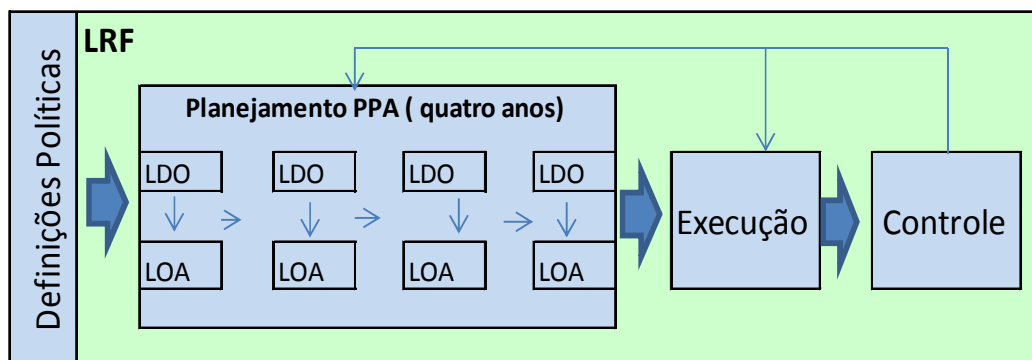 Definições Políticas
LRF
Planejamento PPA ( quatro anos)
LDO LDO LDO LDO
LOA LOA LOA LOA
Execução
Controle